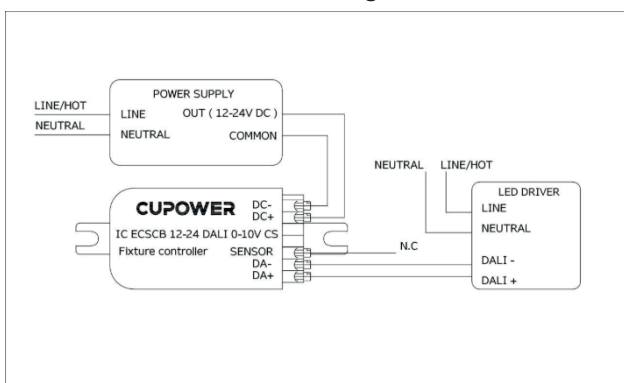 POWER SUPPLY
LINE/HOT
LINE
OUT ( 12-24V DC )
NEUTRAL
NEUTRAL
COMMON
NEUTRAL
LINE/HOT
LED DRIVER
LINE
NEUTRAL
DALI -
DALI +
CUPOWER
DC-
DC+
IC ECSCB 12-24 DALI 0-10V CS
Fixture controller
SENSOR
N.C
DA-
DA+